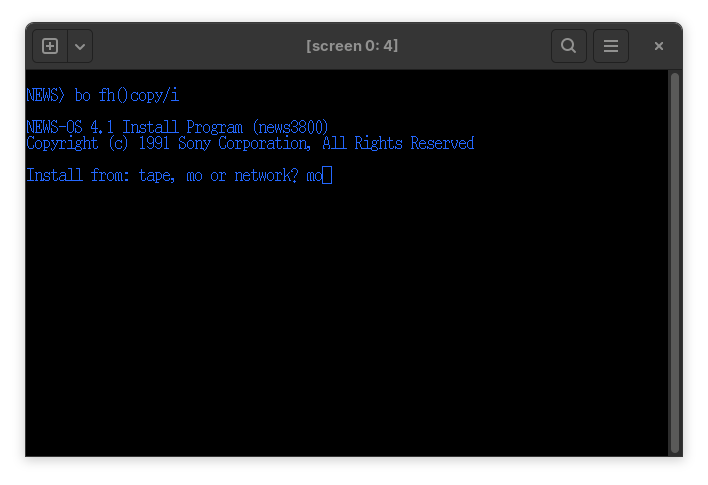 [screen 0: 4]
NEWS> bo fh()copy/i
NEWS-OS 4.1 Install Program (news3800)
Copyright (c) 1991 Sony Corporation, All Rights Reserved
Install from: tape, mo or network? mo